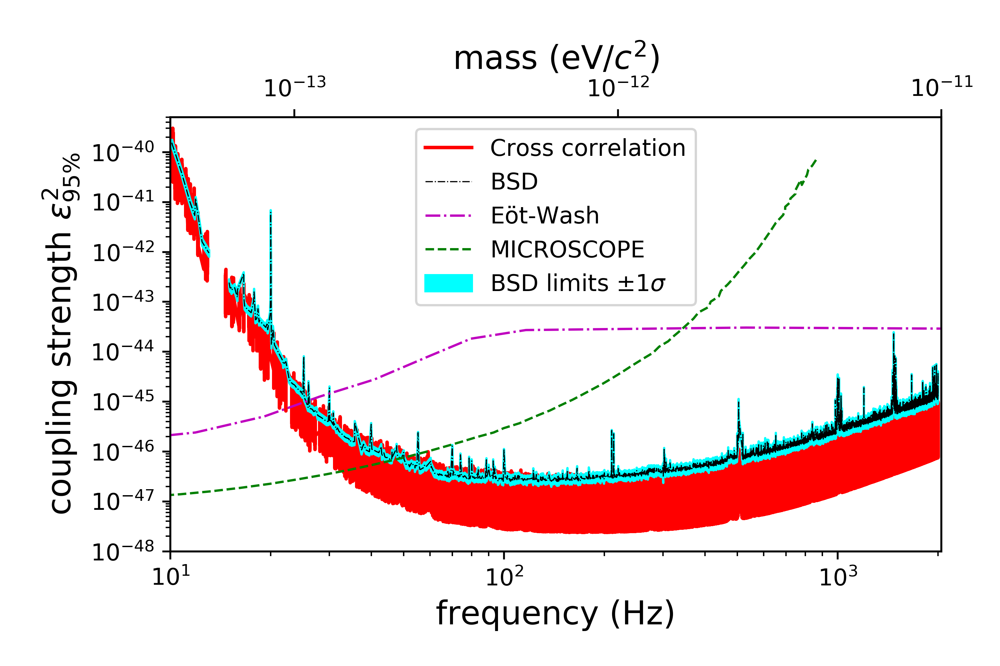 mass (eV/c²)
10⁻¹³ 10⁻¹² 10⁻¹¹
coupling strength ε²95%
10⁻⁴⁰
10⁻⁴¹
10⁻⁴²
10⁻⁴³
10⁻⁴⁴
10⁻⁴⁵
10⁻⁴⁶
10⁻⁴⁷
10⁻⁴⁸
Cross correlation
BSD
Eöt-Wash
MICROSCOPE
BSD limits ±1σ
10¹ 10² 10³
frequency (Hz)